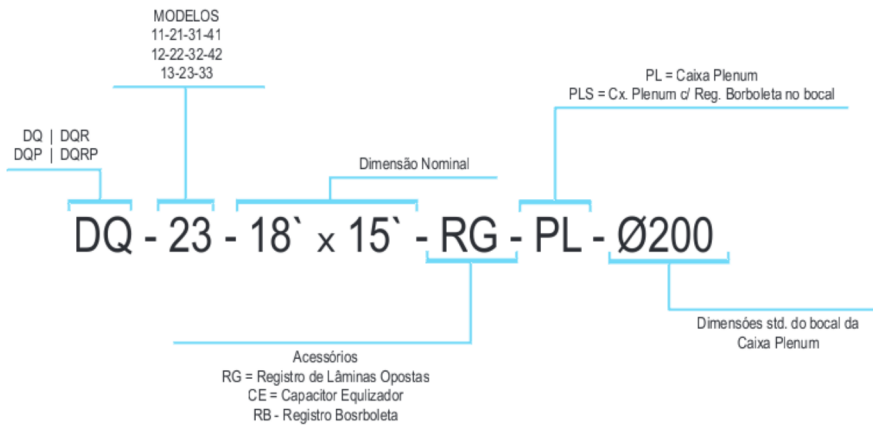 MODELOS
11-21-31-41
12-22-32-42
13-23-33
PL = Caixa Plenum
PLS = Cx. Plenum c/ Reg. Borboleta no bocal
DQ | DQR
DQP | DQRP
Dimensão Nominal
DQ - 23 - 18` x 15` - RG - PL - Ø200
Dimensóes std. do bocal da
Caixa Plenum
Acessórios
RG = Registro de Lâminas Opostas
CE = Capacitor Equlizador
RB - Registro Bosrboleta